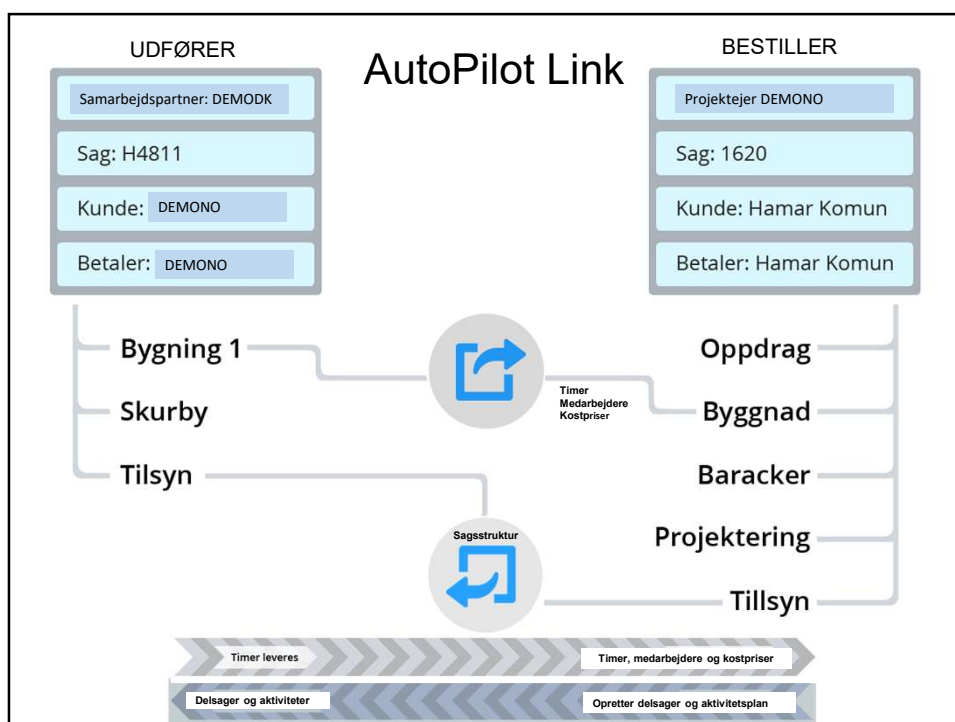 AutoPilot Link
UDFØRER
Samarbejdspartner: DEMODK
Sag: H4811
Kunde: DEMONO
Betaler: DEMONO
Bygning 1
Skurby
Tilsyn
BESTILLER
Projektejer DEMONO
Sag: 1620
Kunde: Hamar Komun
Betaler: Hamar Komun
Oppdrag
Byggnad
Baracker
Projektering
Tillsyn
Timer
Medarbejdere
Kostpriser
Sagsstruktur
Timer leveres
Timer, medarbejdere og kostpriser
Delsager og aktiviteter
Opretter delsager og aktivitetsplan